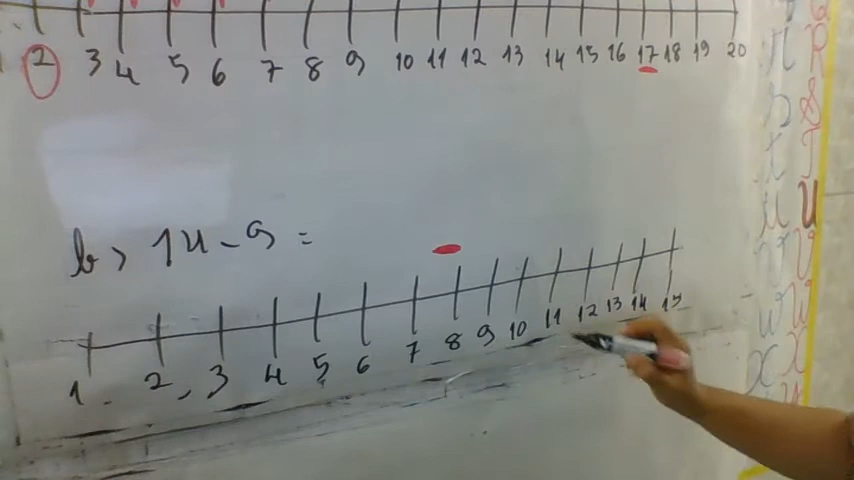 2 3 4 5 6 7 8 9 10 11 12 13 14 15 16 17 18 19 20
b> 14 - 9 =
1 2 3 4 5 6 7 8 9 10 11 12 13 14 15